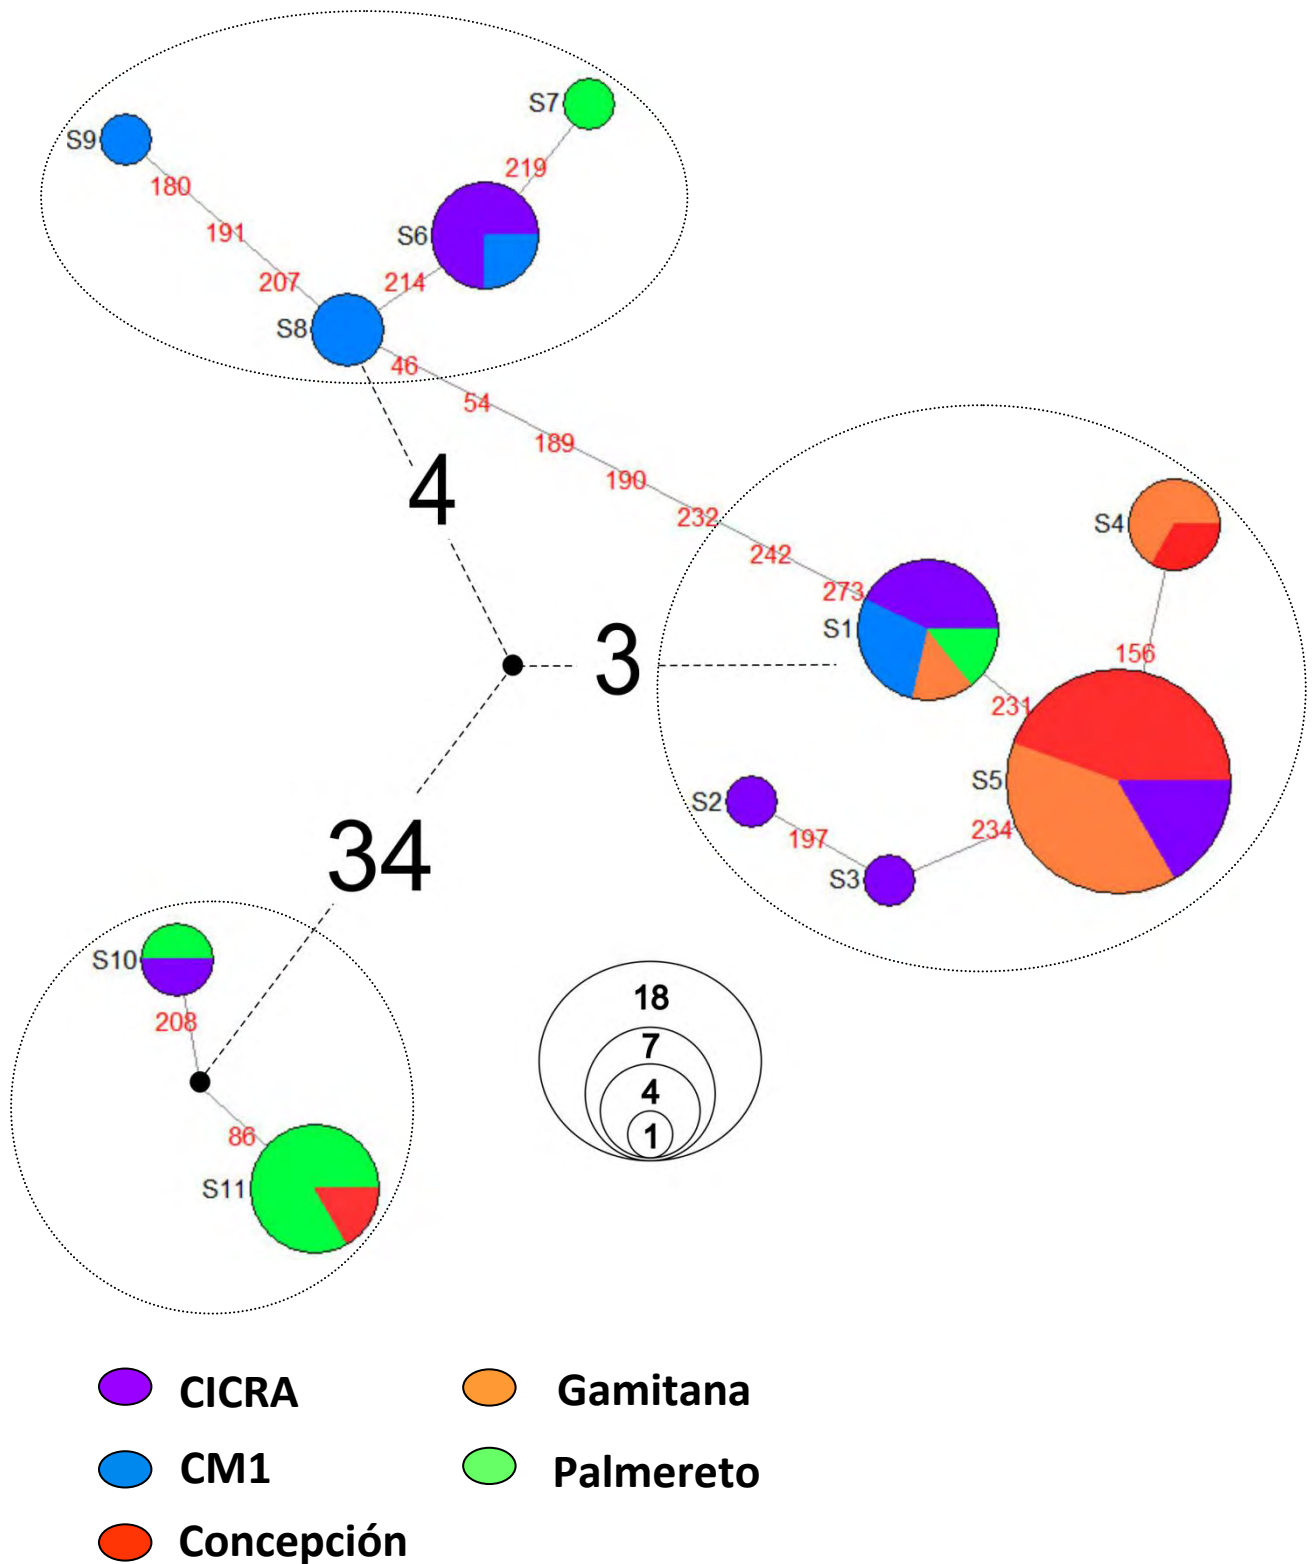 S7
S9
219
180
191
S6
207
214
S8
46
54
189
4
190
232
S4
242
273
S1
3
156
231
S5
S2
197
234
34
S3
S10
18
208
7
4
1
86
S11
CICRA
Gamitana
CM1
Palmereto
Concepción